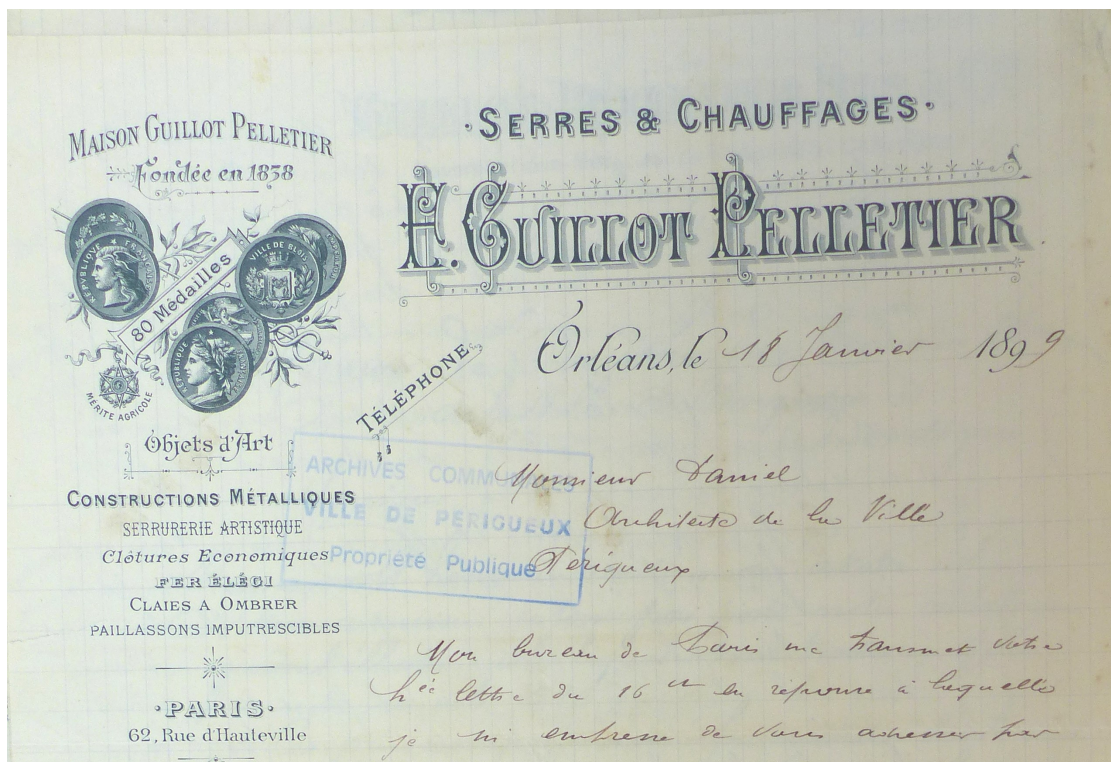 MAISON GUILLOT PELLETIER
Fondée en 1838
RÉPUBLIQUE FRANÇAISE
VILLE DE BLOIS
80 Médailles
RÉPUBLIQUE FRANÇAISE
MÉRITE AGRICOLE
Objets d'Art
CONSTRUCTIONS MÉTALLIQUES
SERRURERIE ARTISTIQUE
Clôtures Economiques
FER ÉLÉGI
CLAIES A OMBRER
PAILLASSONS IMPUTRESCIBLES
·PARIS·
62, Rue d'Hauteville
·SERRES & CHAUFFAGES·
E. GUILLOT PELLETIER
TÉLÉPHONE
Orléans, le 18 Janvier 1899
ARCHIVES COMMUNALES
VILLE DE PÉRIGUEUX
Propriété Publique
Monsieur Daniel
Architecte de la Ville
Périgueux
Mon bureau de Paris me transmet votre
hée lettre du 16 ct en réponse à laquelle
je m'empresse de vous adresser par